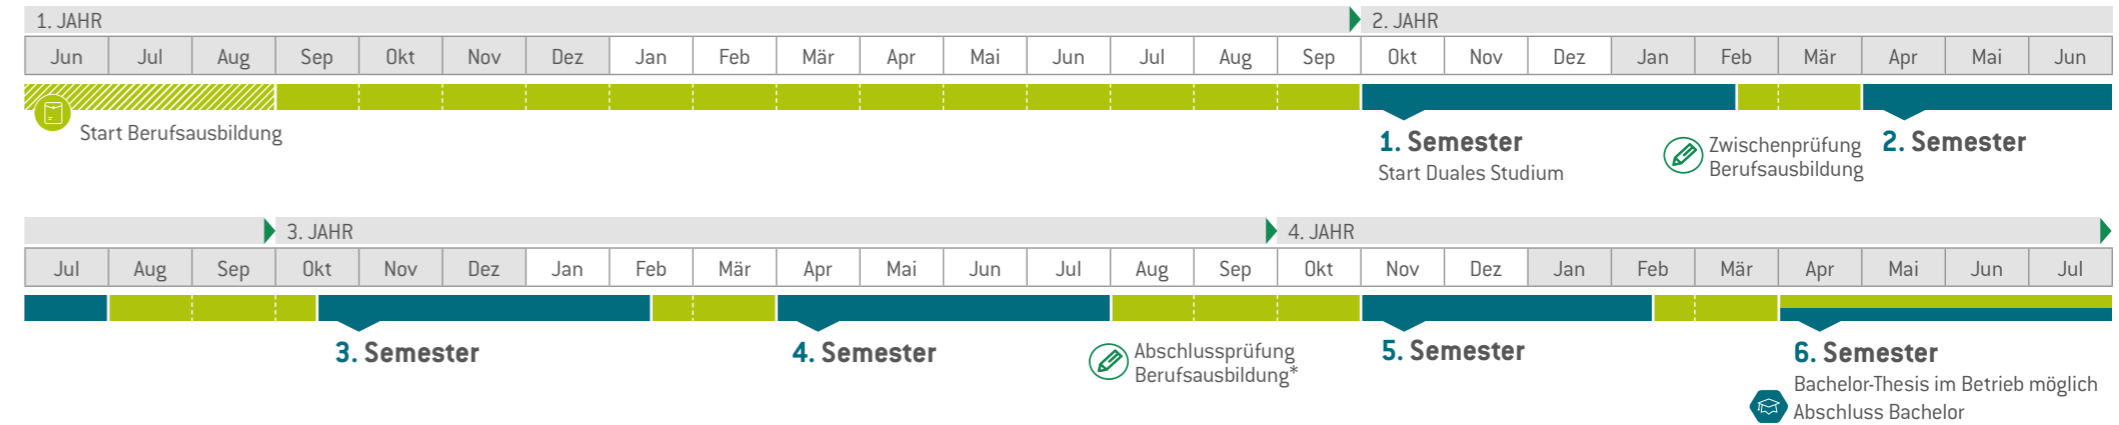 1. JAHR 2. JAHR
Jun Jul Aug Sep Okt Nov Dez Jan Feb Mär Apr Mai Jun Jul Aug Sep Okt Nov Dez Jan Feb Mär Apr Mai Jun
Start Berufsausbildung
1. Semester
Start Duales Studium
Zwischenprüfung
Berufsausbildung
2. Semester
3. JAHR 4. JAHR
Jul Aug Sep Okt Nov Dez Jan Feb Mär Apr Mai Jun Jul Aug Sep Okt Nov Dez Jan Feb Mär Apr Mai Jun Jul
3. Semester
4. Semester
Abschlussprüfung
Berufsausbildung*
5. Semester
6. Semester
Bachelor-Thesis im Betrieb möglich
Abschluss Bachelor